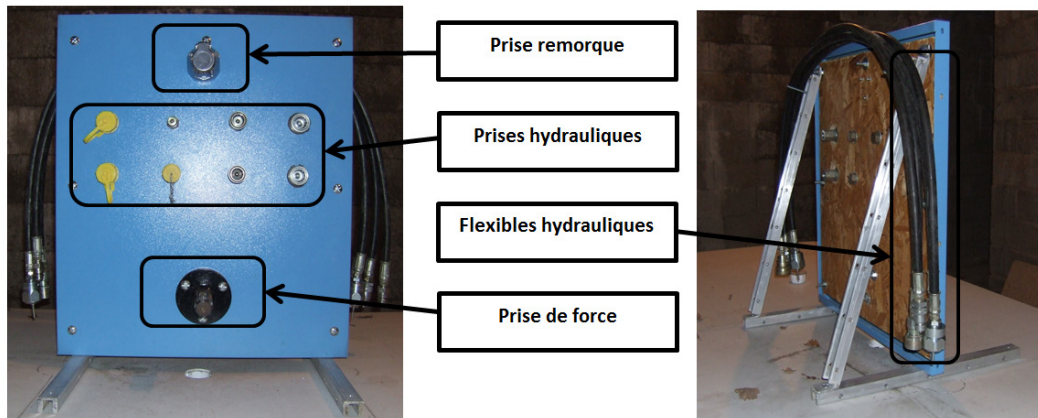 Prise remorque
Prises hydrauliques
Flexibles hydrauliques
Prise de force